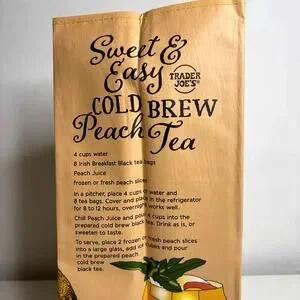 Sweet &
Easy
TRADER
JOE'S
COLD BREW
Peach Tea
4 cups water
8 Irish Breakfast Black tea bags
Peach Juice
frozen or fresh peach slices
In a pitcher, place 4 cups water and
8 tea bags. Cover and place in the refrigerator
for 8 to 12 hours, overnight works well.
Chill Peach Juice and pour 4 cups into the
prepared cold brew black tea. Drink as is, or
sweeten to taste.
To serve, place 2 frozen or fresh peach slices
into a large glass, add ice cubes and pour
in the prepared peach
cold brew
black tea.